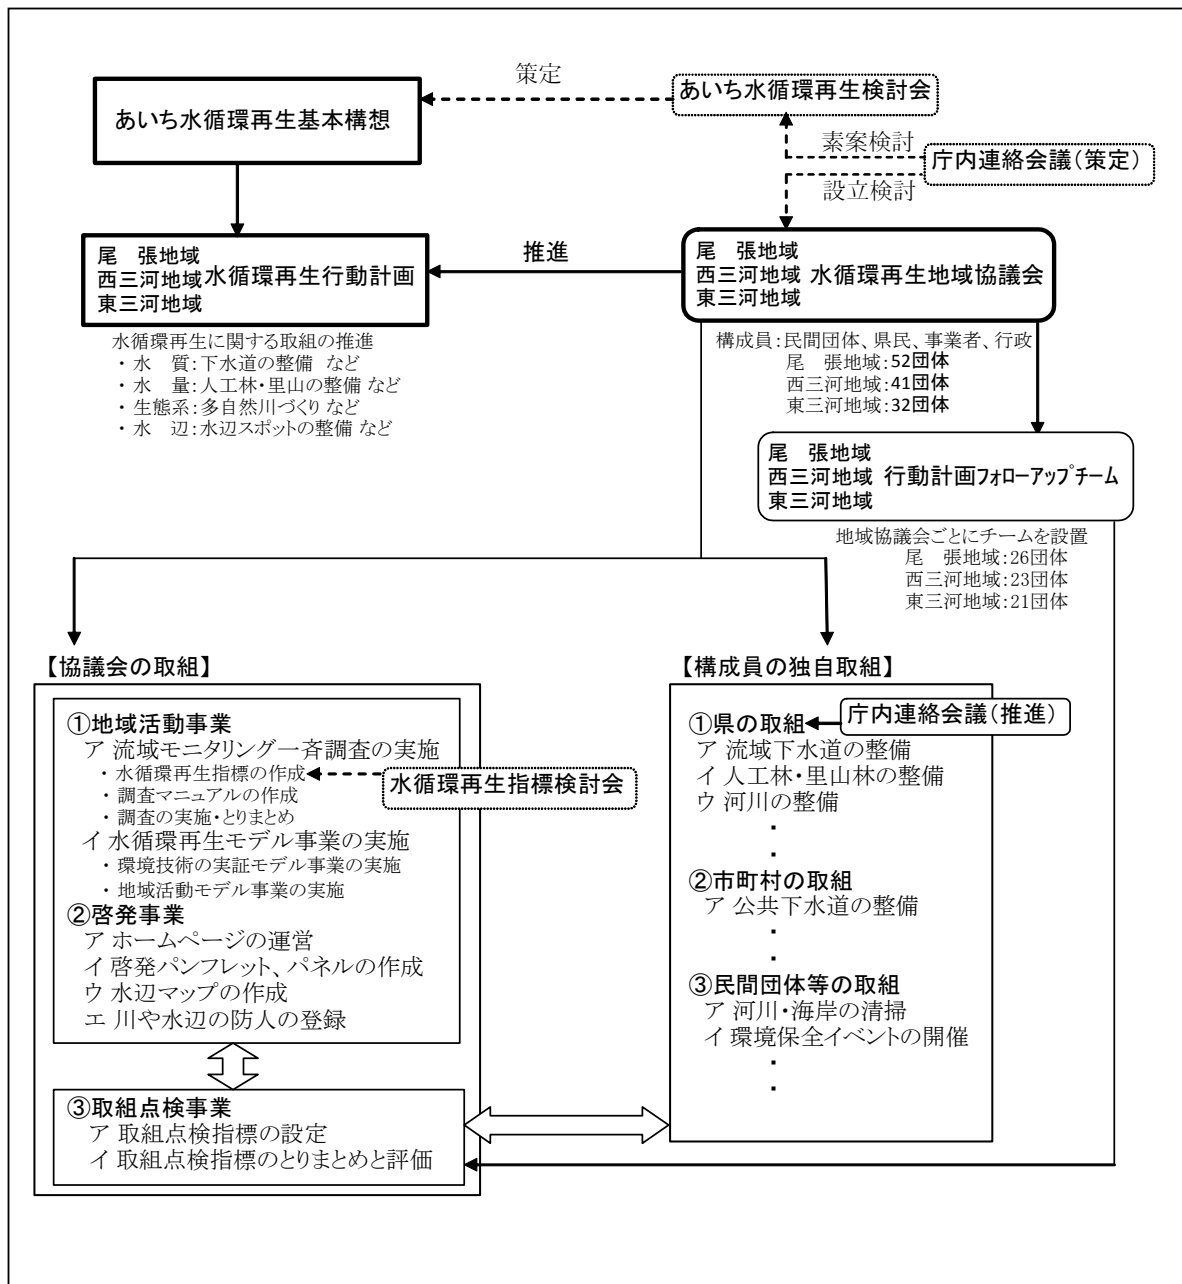 策定
あいち水循環再生検討会
あいち水循環再生基本構想
素案検討
庁内連絡会議(策定)
設立検討
尾　張地域
西三河地域 水循環再生行動計画
東三河地域
推進
尾　張地域
西三河地域 水循環再生地域協議会
東三河地域
水循環再生に関する取組の推進
・ 水　質:下水道の整備 など
・ 水　量:人工林・里山の整備 など
・ 生態系:多自然川づくり など
・ 水　辺:水辺スポットの整備 など
構成員:民間団体、県民、事業者、行政
尾　張地域:52団体
西三河地域:41団体
東三河地域:32団体
尾　張地域
西三河地域 行動計画フォローアップチーム
東三河地域
地域協議会ごとにチームを設置
尾　張地域:26団体
西三河地域:23団体
東三河地域:21団体
【協議会の取組】
①地域活動事業
ア 流域モニタリング一斉調査の実施
・ 水循環再生指標の作成
水循環再生指標検討会
・ 調査マニュアルの作成
・ 調査の実施・とりまとめ
イ 水循環再生モデル事業の実施
・ 環境技術の実証モデル事業の実施
・ 地域活動モデル事業の実施
②啓発事業
ア ホームページの運営
イ 啓発パンフレット、パネルの作成
ウ 水辺マップの作成
エ 川や水辺の防人の登録
③取組点検事業
ア 取組点検指標の設定
イ 取組点検指標のとりまとめと評価
【構成員の独自取組】
①県の取組
庁内連絡会議(推進)
ア 流域下水道の整備
イ 人工林・里山林の整備
ウ 河川の整備
・
・
②市町村の取組
ア 公共下水道の整備
・
・
③民間団体等の取組
ア 河川・海岸の清掃
イ 環境保全イベントの開催
・
・